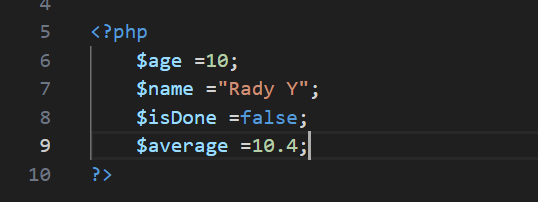 4
5 <?php
6 $age =10;
7 $name ="Rady Y";
8 $isDone =false;
9 $average =10.4;
10 ?>